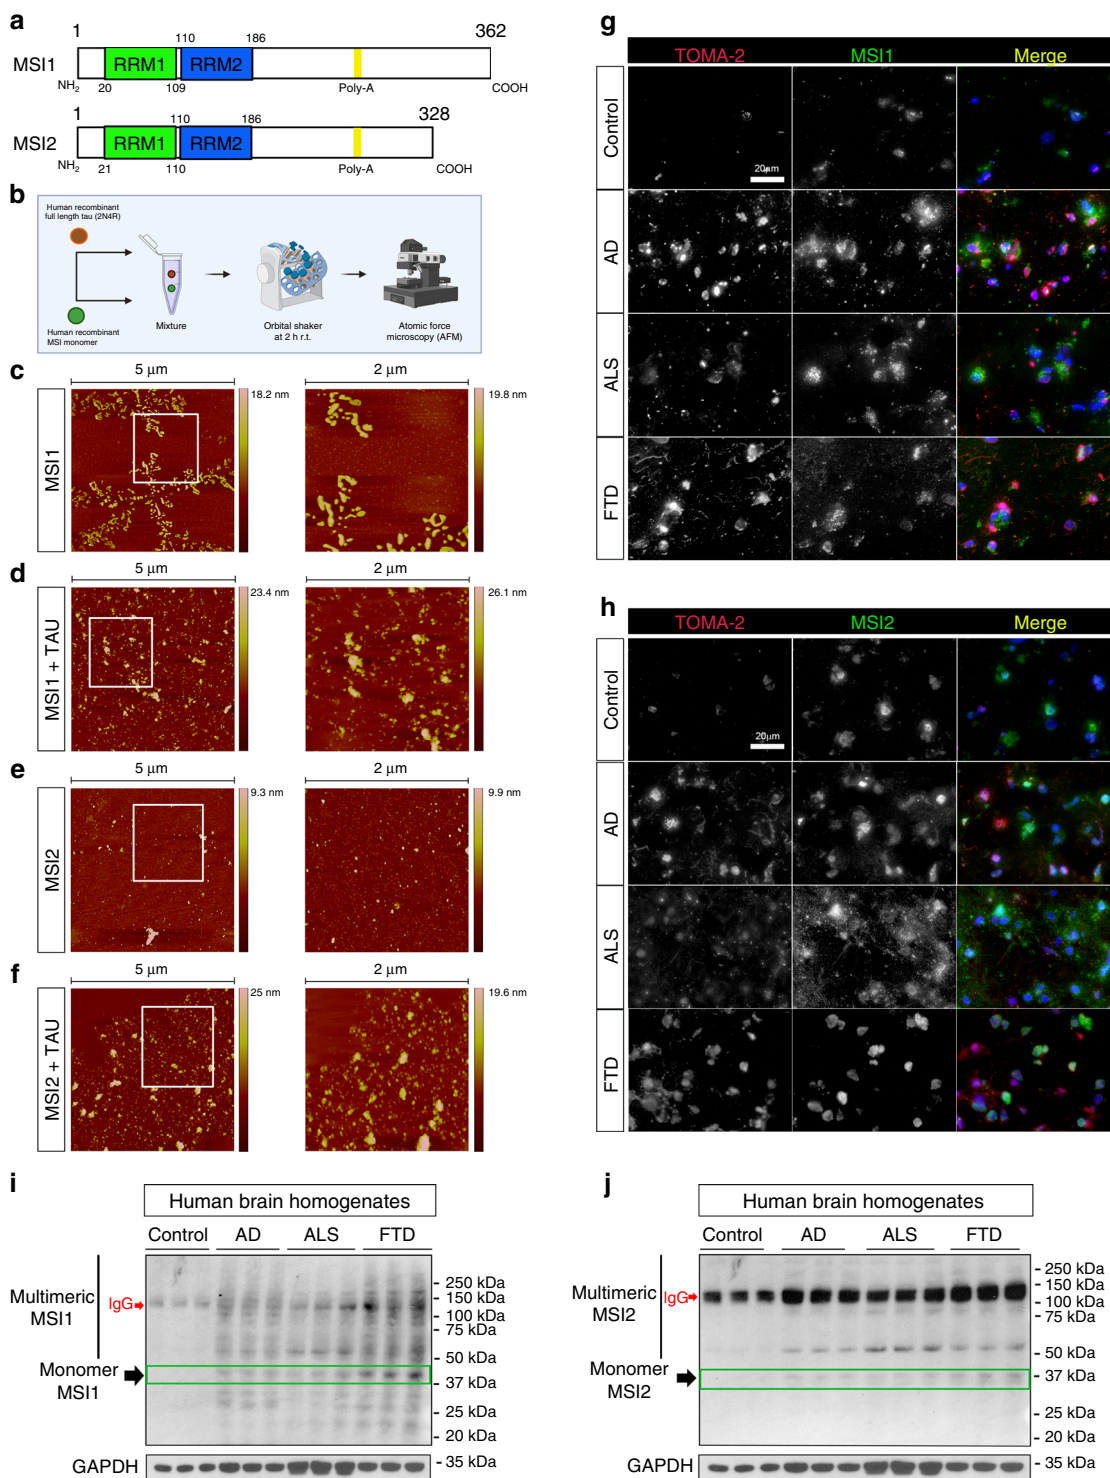 a
1
362
110
186
MSI1
RRM1
RRM2
NH2
20
109
Poly-A
COOH
1
328
110
186
MSI2
RRM1
RRM2
NH2
21
110
Poly-A
COOH
b
Human recombinant
full length tau (2N4R)
Human recombinant
MSI monomer
Mixture
Orbital shaker
at 2 h r.t.
Atomic force
microscopy (AFM)
c
5 μm
2 μm
MSI1
18.2 nm
19.8 nm
d
5 μm
2 μm
MSI1 + TAU
23.4 nm
26.1 nm
e
5 μm
2 μm
MSI2
9.3 nm
9.9 nm
f
5 μm
2 μm
MSI2 + TAU
25 nm
19.6 nm
g
TOMA-2
MSI1
Merge
Control
20μm
AD
ALS
FTD
h
TOMA-2
MSI2
Merge
Control
20μm
AD
ALS
FTD
i
Human brain homogenates
Control
AD
ALS
FTD
Multimeric
MSI1
IgG
Monomer
MSI1
250 kDa
150 kDa
100 kDa
75 kDa
50 kDa
37 kDa
25 kDa
20 kDa
GAPDH
35 kDa
j
Human brain homogenates
Control
AD
ALS
FTD
Multimeric
MSI2
IgG
Monomer
MSI2
250 kDa
150 kDa
100 kDa
75 kDa
50 kDa
37 kDa
25 kDa
20 kDa
GAPDH
35 kDa